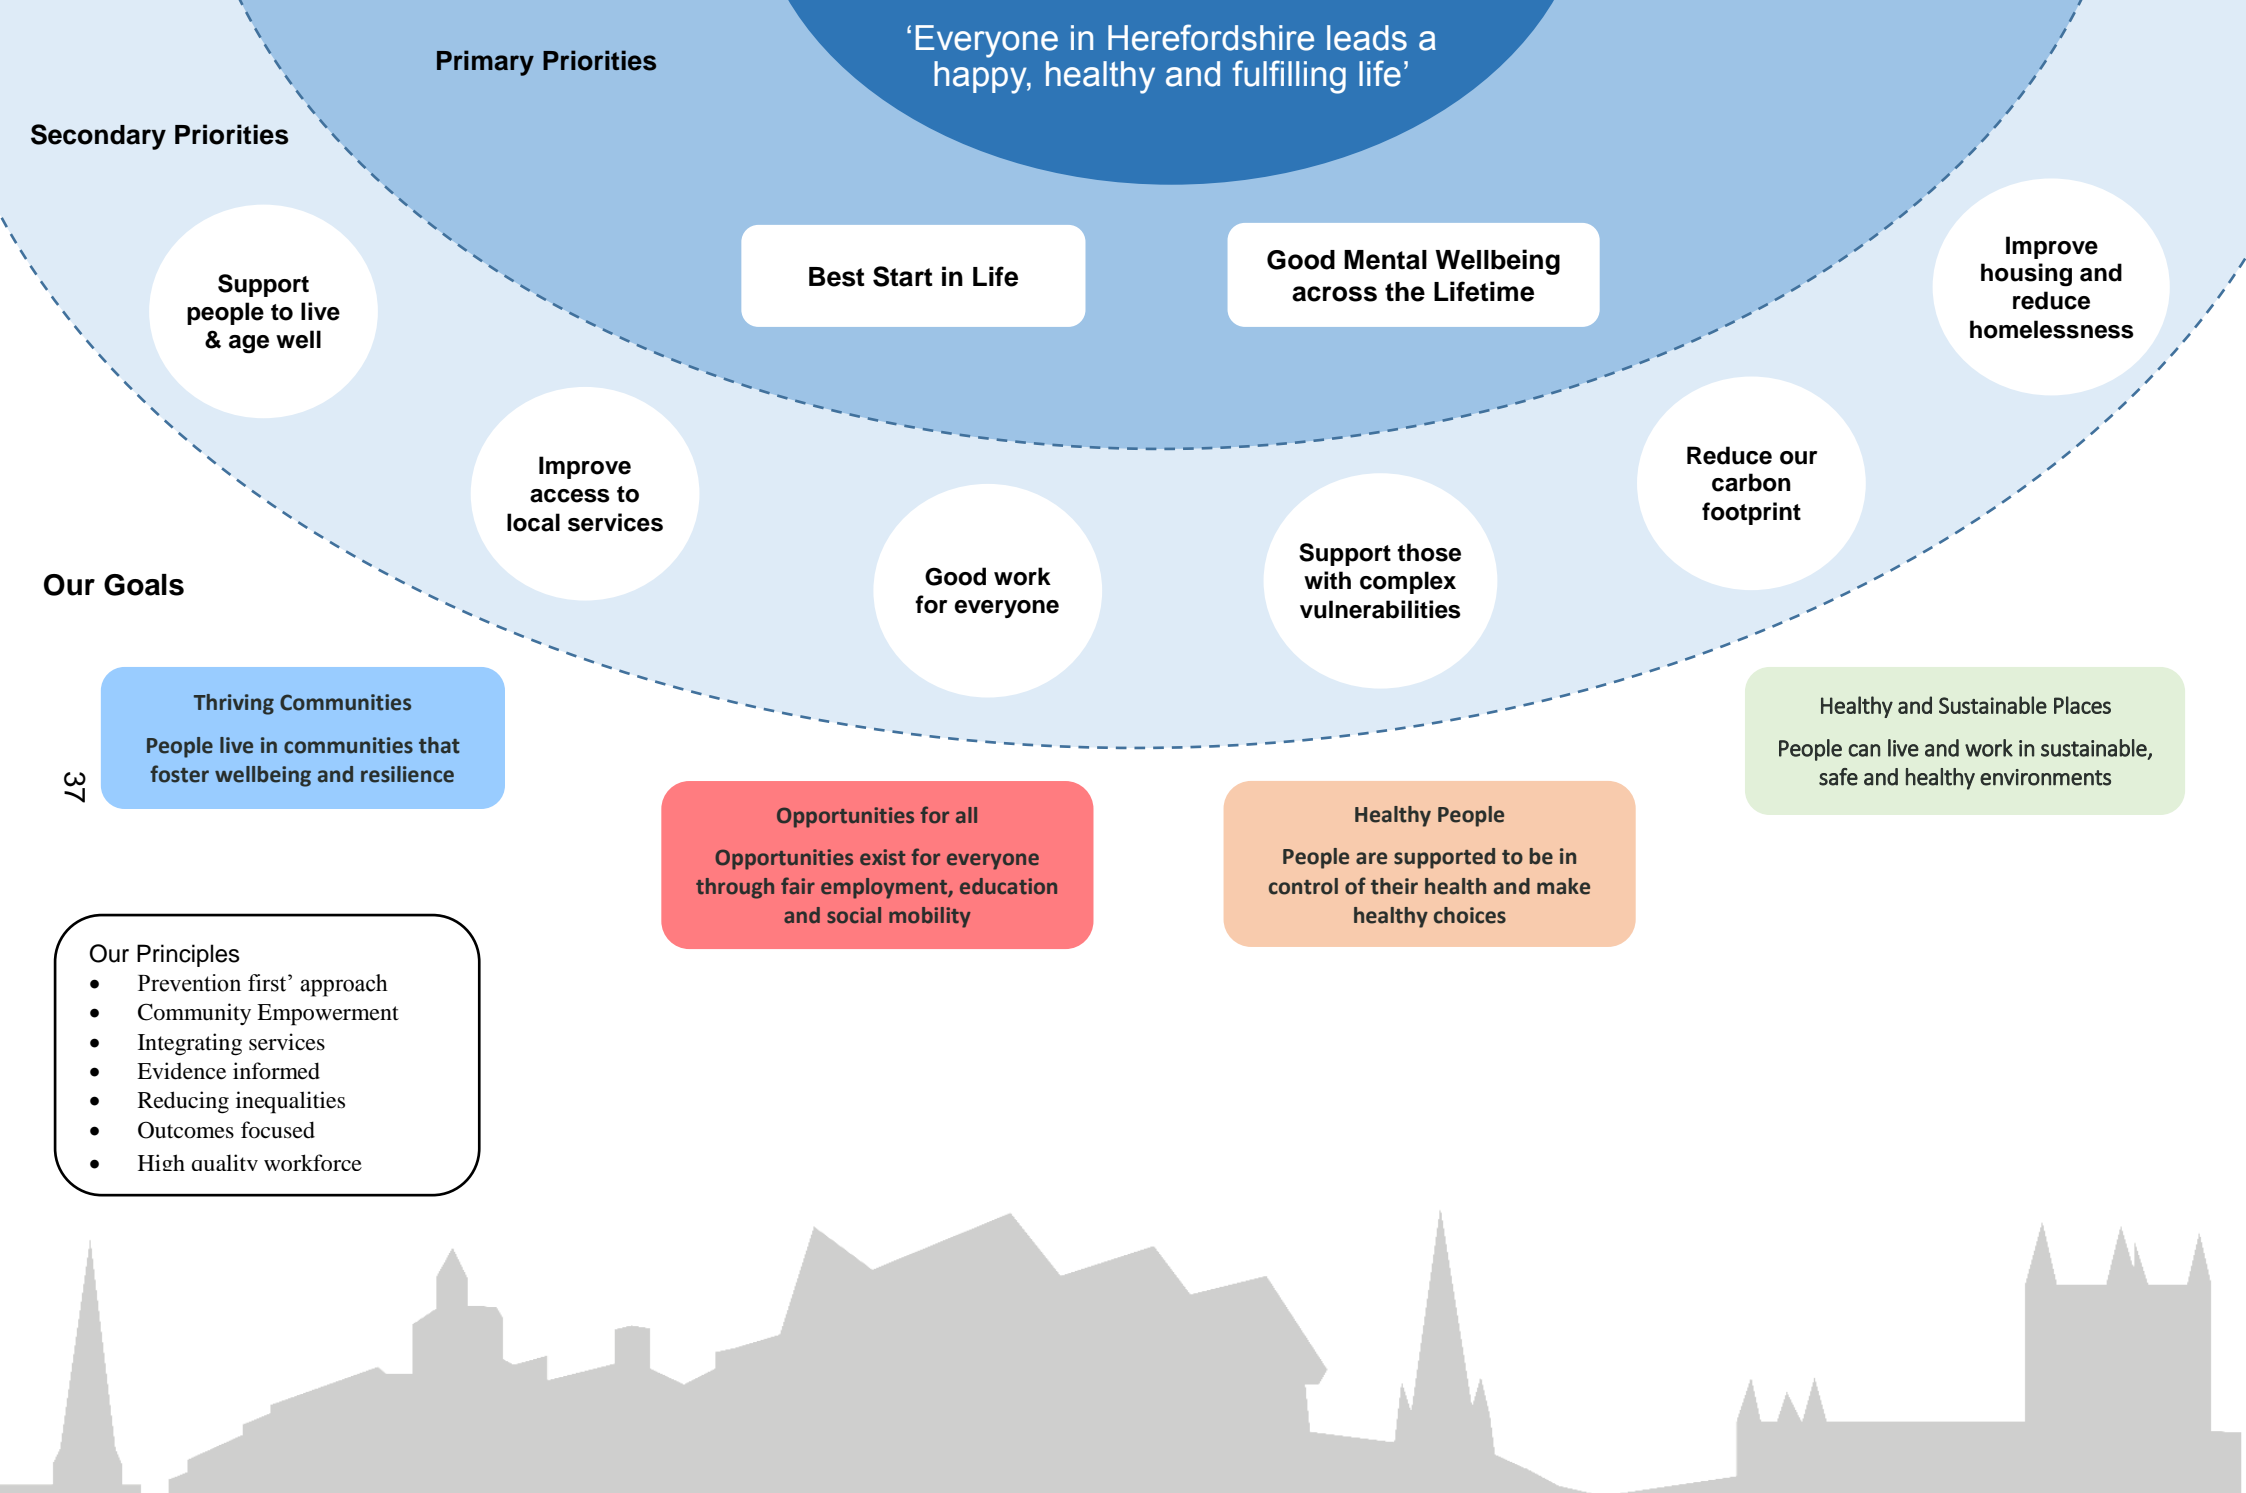 ‘Everyone in Herefordshire leads a
happy, healthy and fulfilling life’
Primary Priorities
Secondary Priorities
Best Start in Life
Good Mental Wellbeing
across the Lifetime
Support
people to live
& age well
Improve
access to
local services
Good work
for everyone
Support those
with complex
vulnerabilities
Reduce our
carbon
footprint
Improve
housing and
reduce
homelessness
Our Goals
Thriving Communities
People live in communities that
foster wellbeing and resilience
Opportunities for all
Opportunities exist for everyone
through fair employment, education
and social mobility
Healthy People
People are supported to be in
control of their health and make
healthy choices
Healthy and Sustainable Places
People can live and work in sustainable,
safe and healthy environments
37
Our Principles
• Prevention first’ approach
• Community Empowerment
• Integrating services
• Evidence informed
• Reducing inequalities
• Outcomes focused
• High quality workforce